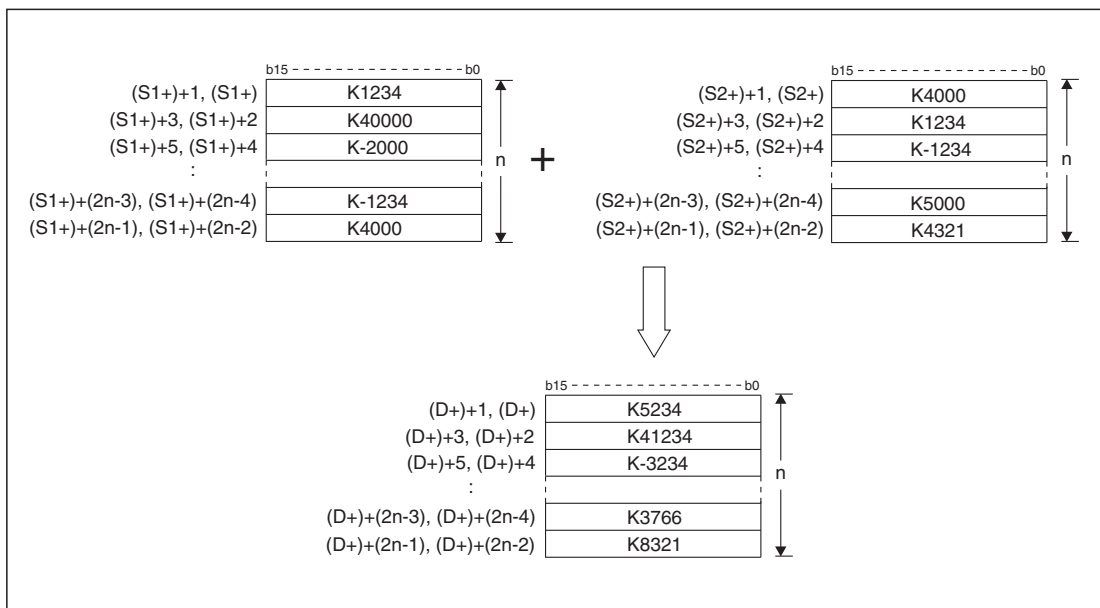 b15 - - - - - - - - - - - - - - - - - - - - - b0
(S1+)+1, (S1+) K1234
(S1+)+3, (S1+)+2 K40000
(S1+)+5, (S1+)+4 K-2000
:
(S1+)+(2n-3), (S1+)+(2n-4) K-1234
(S1+)+(2n-1), (S1+)+(2n-2) K4000
n
+
b15 - - - - - - - - - - - - - - - - - - - - - b0
(S2+)+1, (S2+) K4000
(S2+)+3, (S2+)+2 K1234
(S2+)+5, (S2+)+4 K-1234
:
(S2+)+(2n-3), (S2+)+(2n-4) K5000
(S2+)+(2n-1), (S2+)+(2n-2) K4321
n
b15 - - - - - - - - - - - - - - - - - - - - - b0
(D+)+1, (D+) K5234
(D+)+3, (D+)+2 K41234
(D+)+5, (D+)+4 K-3234
:
(D+)+(2n-3), (D+)+(2n-4) K3766
(D+)+(2n-1), (D+)+(2n-2) K8321
n